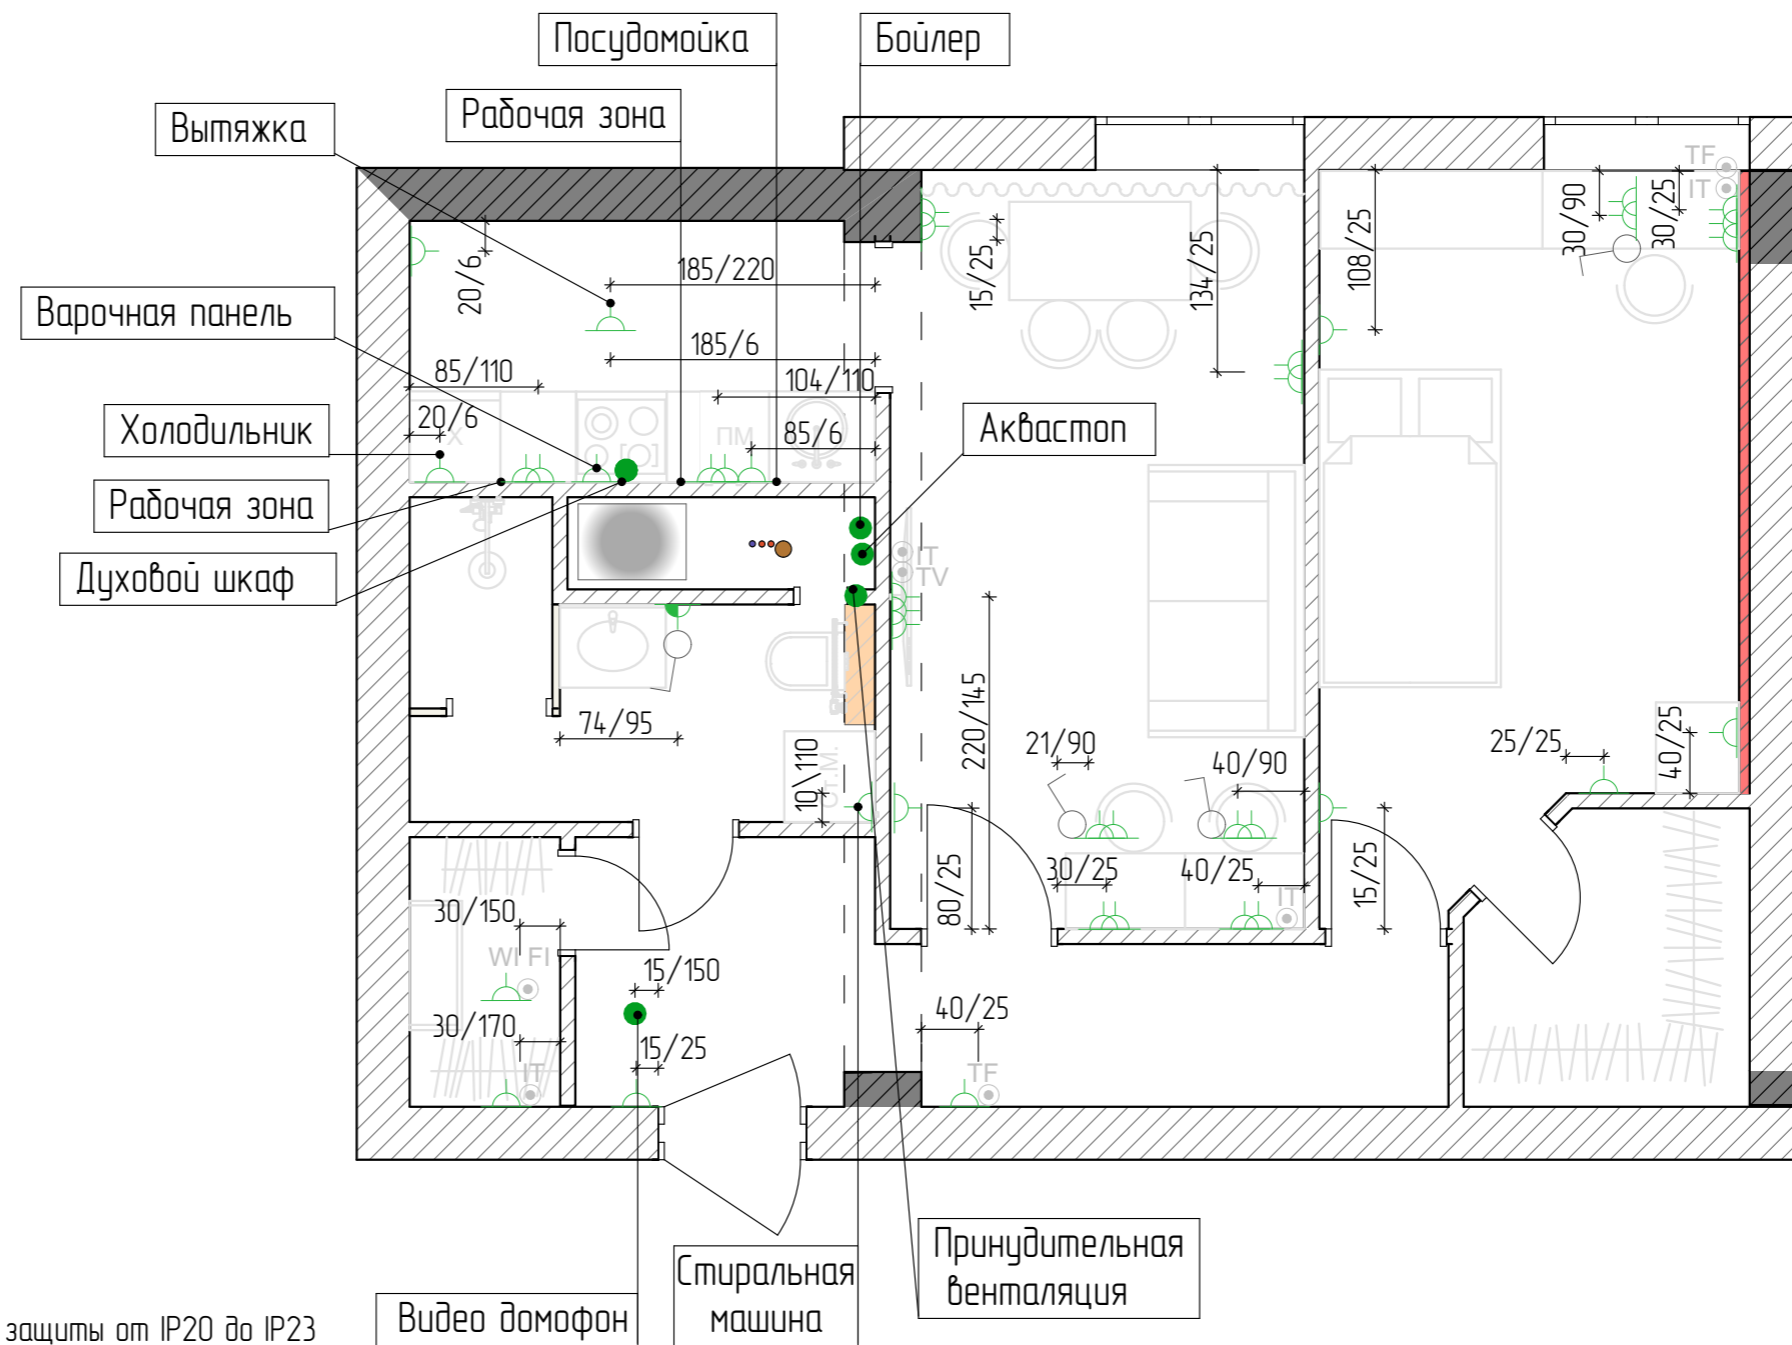 Посудомойка
Бойлер
Рабочая зона
Вытяжка
TF
IT
30/90
30/25
108/25
20/6
185/220
15/25
134/25
Варочная панель
185/6
85/110
104/110
Холодильник
20/6
Х
ПМ
85/6
Аквастоп
Рабочая зона
Духовой шкаф
IT
TV
220/145
74/95
21/90
40/90
25/25
40/25
10\110
Ст.М.
80/25
30/25
40/25
IT
15/25
30/150
WI FI
15/150
30/170
15/25
IT
40/25
TF
Принудительная
венталяция
Стиральная
машина
Видео домофон
защиты от IP20 до IP23